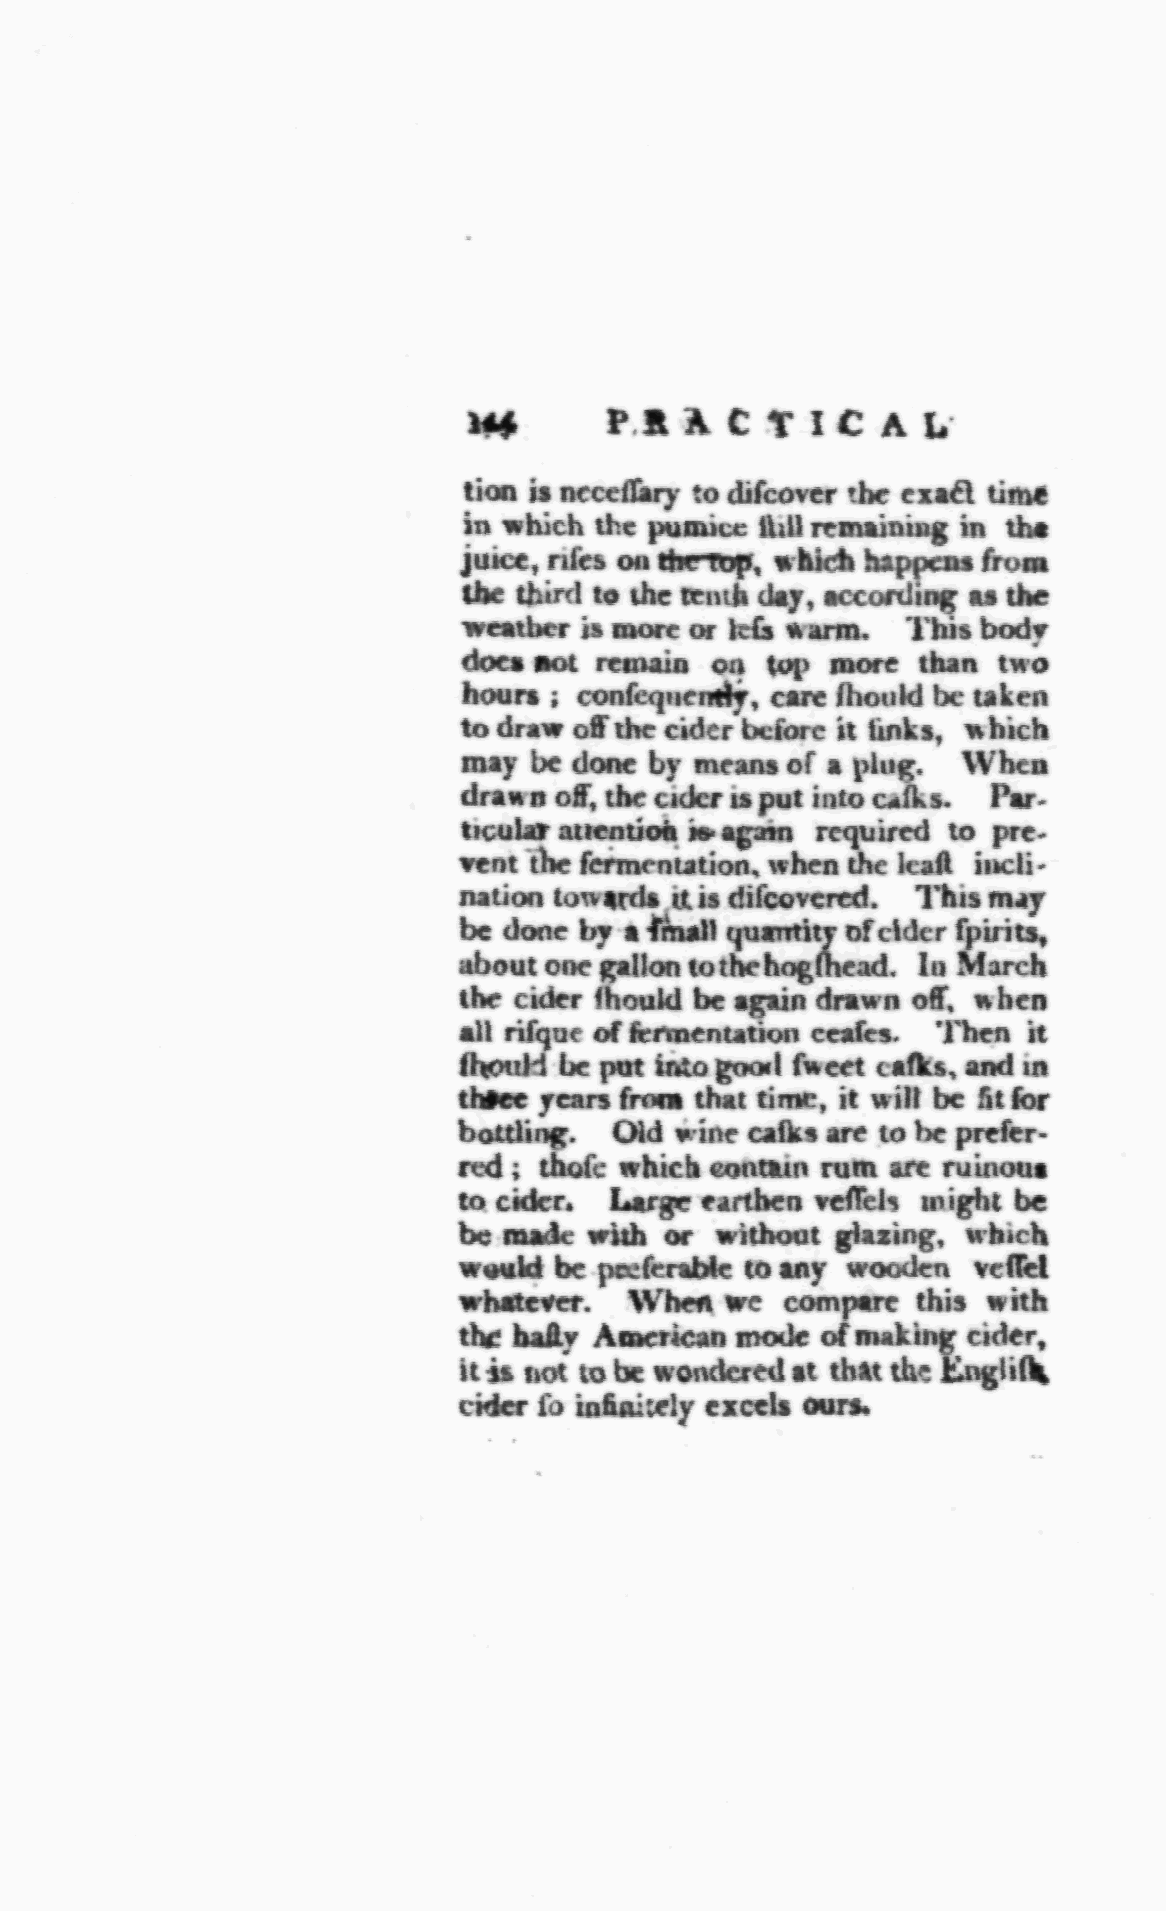 144 PRACTICAL
tion is neceſſary to diſcover the exact time
in which the pumice ſtill remaining in the
juice, riſes on the top, which happens from
the third to the tenth day, according as the
weather is more or leſs warm. This body
does not remain on top more than two
hours ; conſequently, care ſhould be taken
to draw off the cider before it ſinks, which
may be done by means of a plug. When
drawn off, the cider is put into caſks. Par-
ticular attention is again required to pre-
vent the fermentation, when the leaſt incli-
nation towards it is diſcovered. This may
be done by a ſmall quantity of cider ſpirits,
about one gallon to the hogſhead. In March
the cider ſhould be again drawn off, when
all riſque of fermentation ceaſes. Then it
ſhould be put into good ſweet caſks, and in
three years from that time, it will be fit for
bottling. Old wine caſks are to be prefer-
red ; thoſe which contain rum are ruinous
to cider. Large earthen veſſels might be
be made with or without glazing, which
would be preferable to any wooden veſſel
whatever. When we compare this with
the haſty American mode of making cider,
it is not to be wondered at that the Engliſh
cider ſo infinitely excels ours.